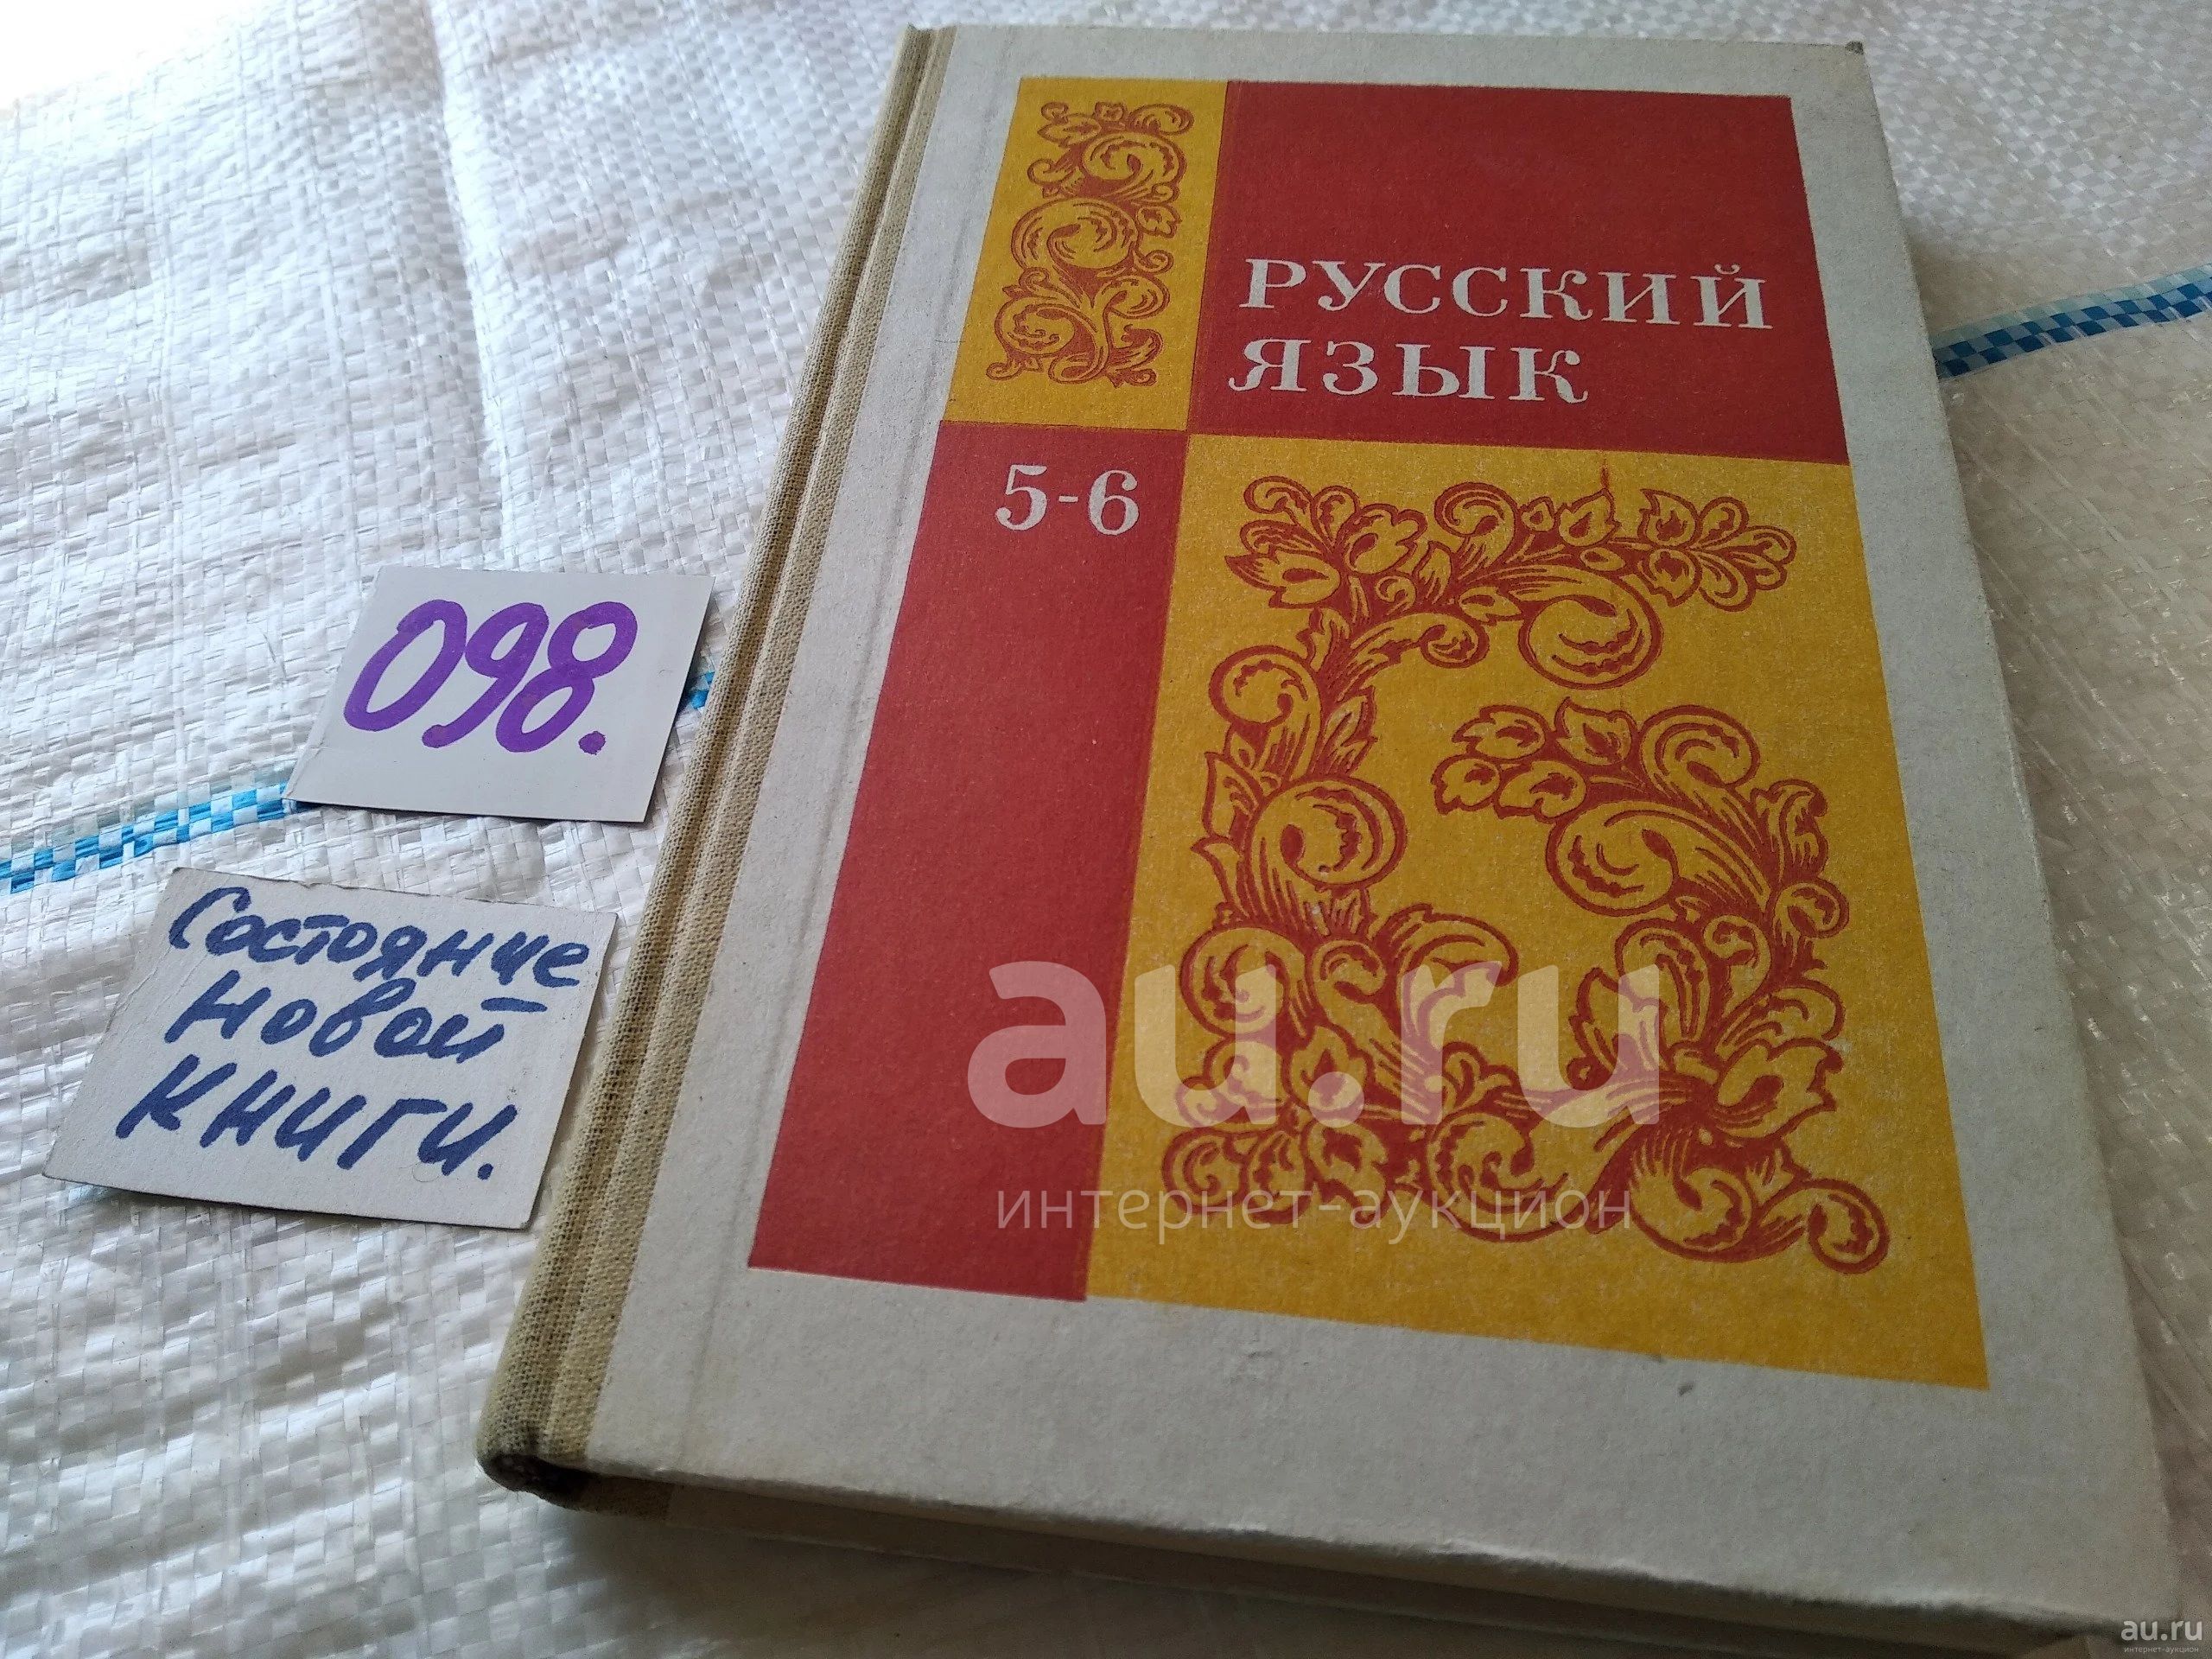 РУССКИЙ
ЯЗЫК
5-6
098.
Состояние
новой
книги.
au.ru
интернет-аукцион
au.ru
интернет-аукцион